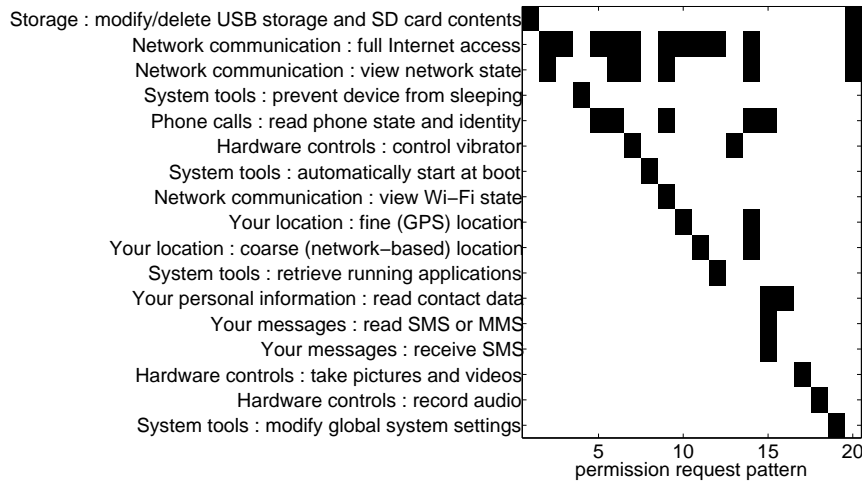 Storage : modify/delete USB storage and SD card contents
Network communication : full Internet access
Network communication : view network state
System tools : prevent device from sleeping
Phone calls : read phone state and identity
Hardware controls : control vibrator
System tools : automatically start at boot
Network communication : view Wi−Fi state
Your location : fine (GPS) location
Your location : coarse (network−based) location
System tools : retrieve running applications
Your personal information : read contact data
Your messages : read SMS or MMS
Your messages : receive SMS
Hardware controls : take pictures and videos
Hardware controls : record audio
System tools : modify global system settings
5 10 15 20
permission request pattern